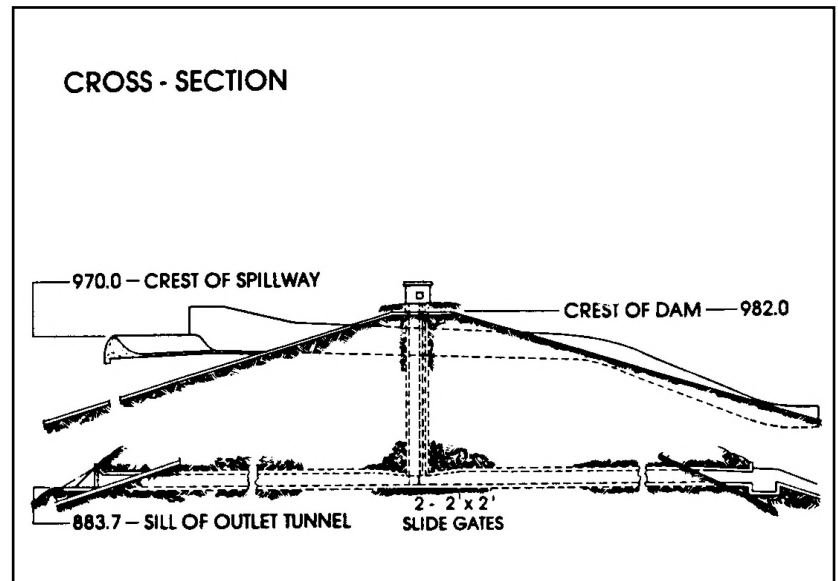 CROSS - SECTION
970.0 – CREST OF SPILLWAY
CREST OF DAM — 982.0
883.7 – SILL OF OUTLET TUNNEL
2 - 2' x 2'
SLIDE GATES